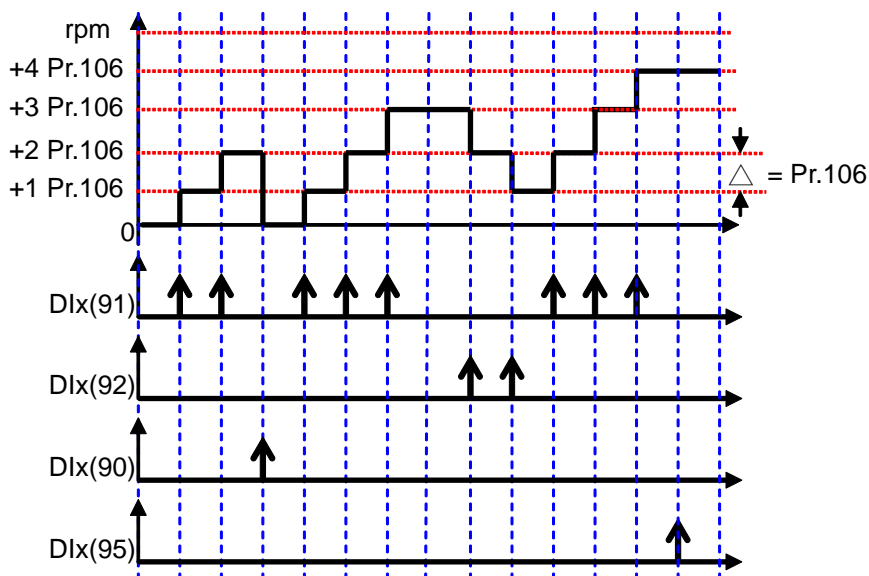 rpm
+4 Pr.106
+3 Pr.106
+2 Pr.106
+1 Pr.106
△ = Pr.106
0
DIx(91)
DIx(92)
DIx(90)
DIx(95)